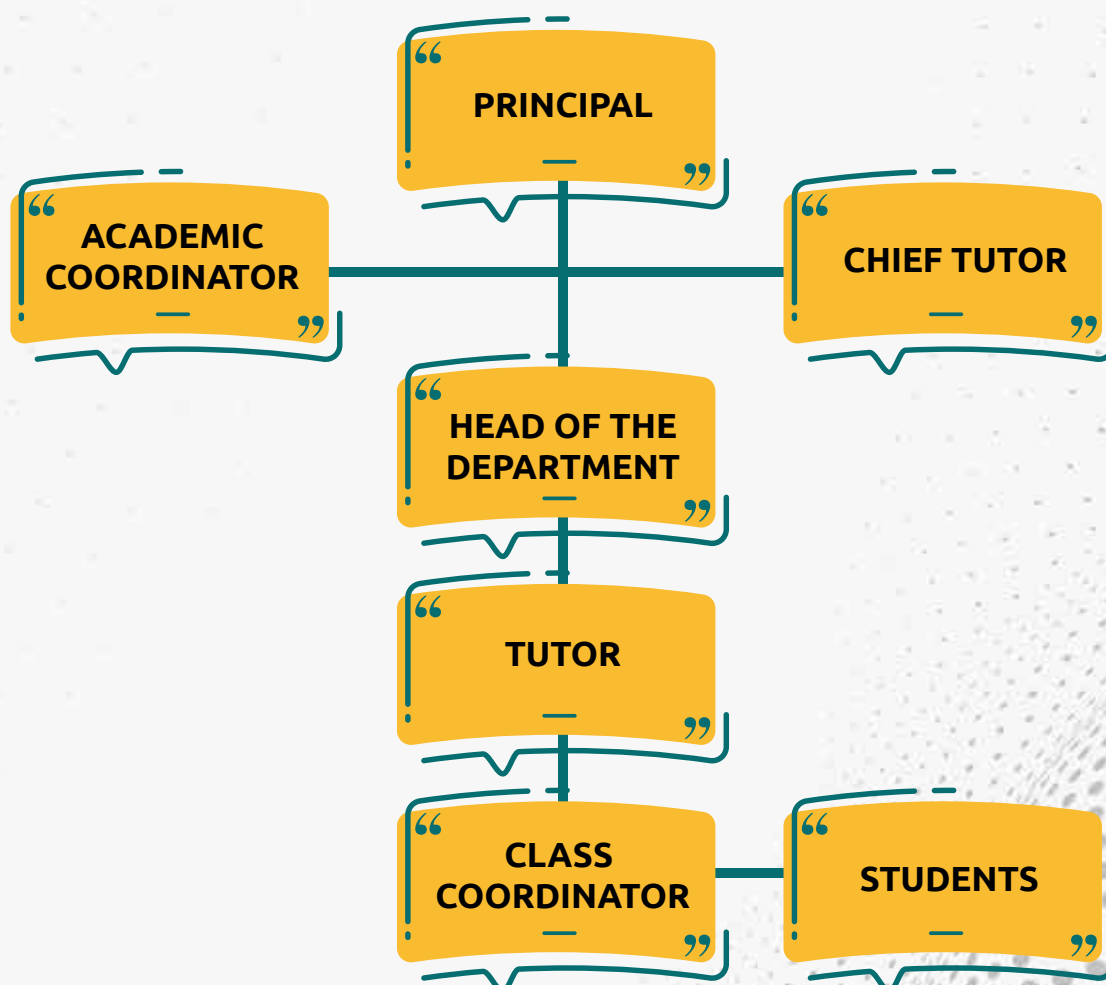 PRINCIPAL
ACADEMIC
COORDINATOR
CHIEF TUTOR
HEAD OF THE
DEPARTMENT
TUTOR
CLASS
COORDINATOR
STUDENTS